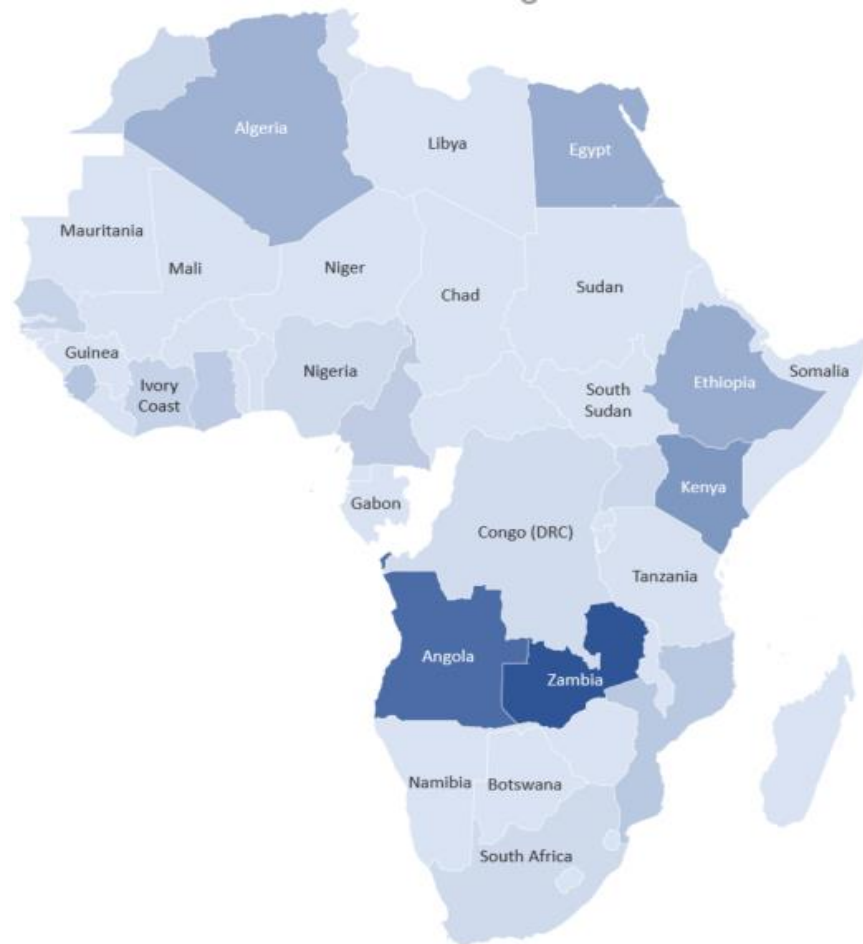 Algeria
Libya
Egypt
Mauritania
Mali
Niger
Chad
Sudan
Guinea
Ivory
Coast
Nigeria
South
Sudan
Ethiopia
Somalia
Gabon
Congo (DRC)
Kenya
Tanzania
Angola
Zambia
Namibia
Botswana
South Africa